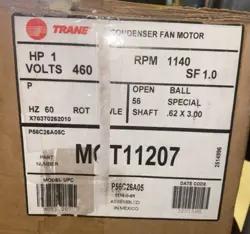 TRANE
CONDENSER FAN MOTOR
HP 1 RPM 1140
VOLTS 460 SF 1.0
P OPEN BALL
56 SPECIAL
HZ 60 ROT SHAFT .62 X 3.00
X70370262010
P56C26A05C
PART NUMBER MOT11207
MODEL-UPC P56C26A05 DATE CODE
ASSEMBLED
IN MEXICO